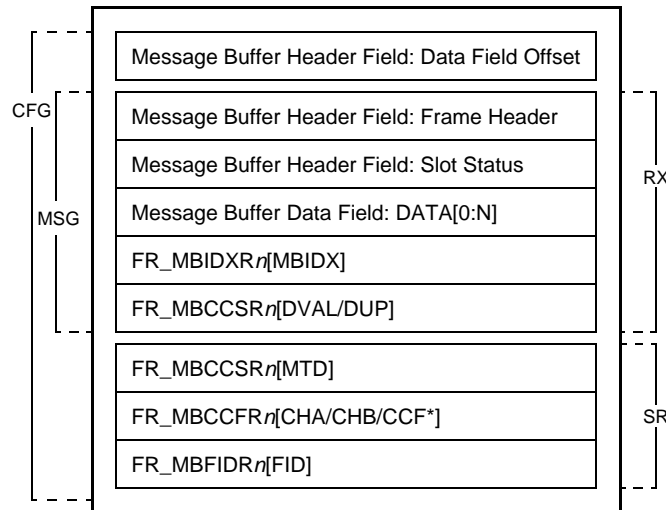 Message Buffer Header Field: Data Field Offset
CFG
Message Buffer Header Field: Frame Header
Message Buffer Header Field: Slot Status
RX
Message Buffer Data Field: DATA[0:N]
MSG
FR_MBIDXRn[MBIDX]
FR_MBCCSRn[DVAL/DUP]
FR_MBCCSRn[MTD]
FR_MBCCFRn[CHA/CHB/CCF*]
SR
FR_MBFIDRn[FID]